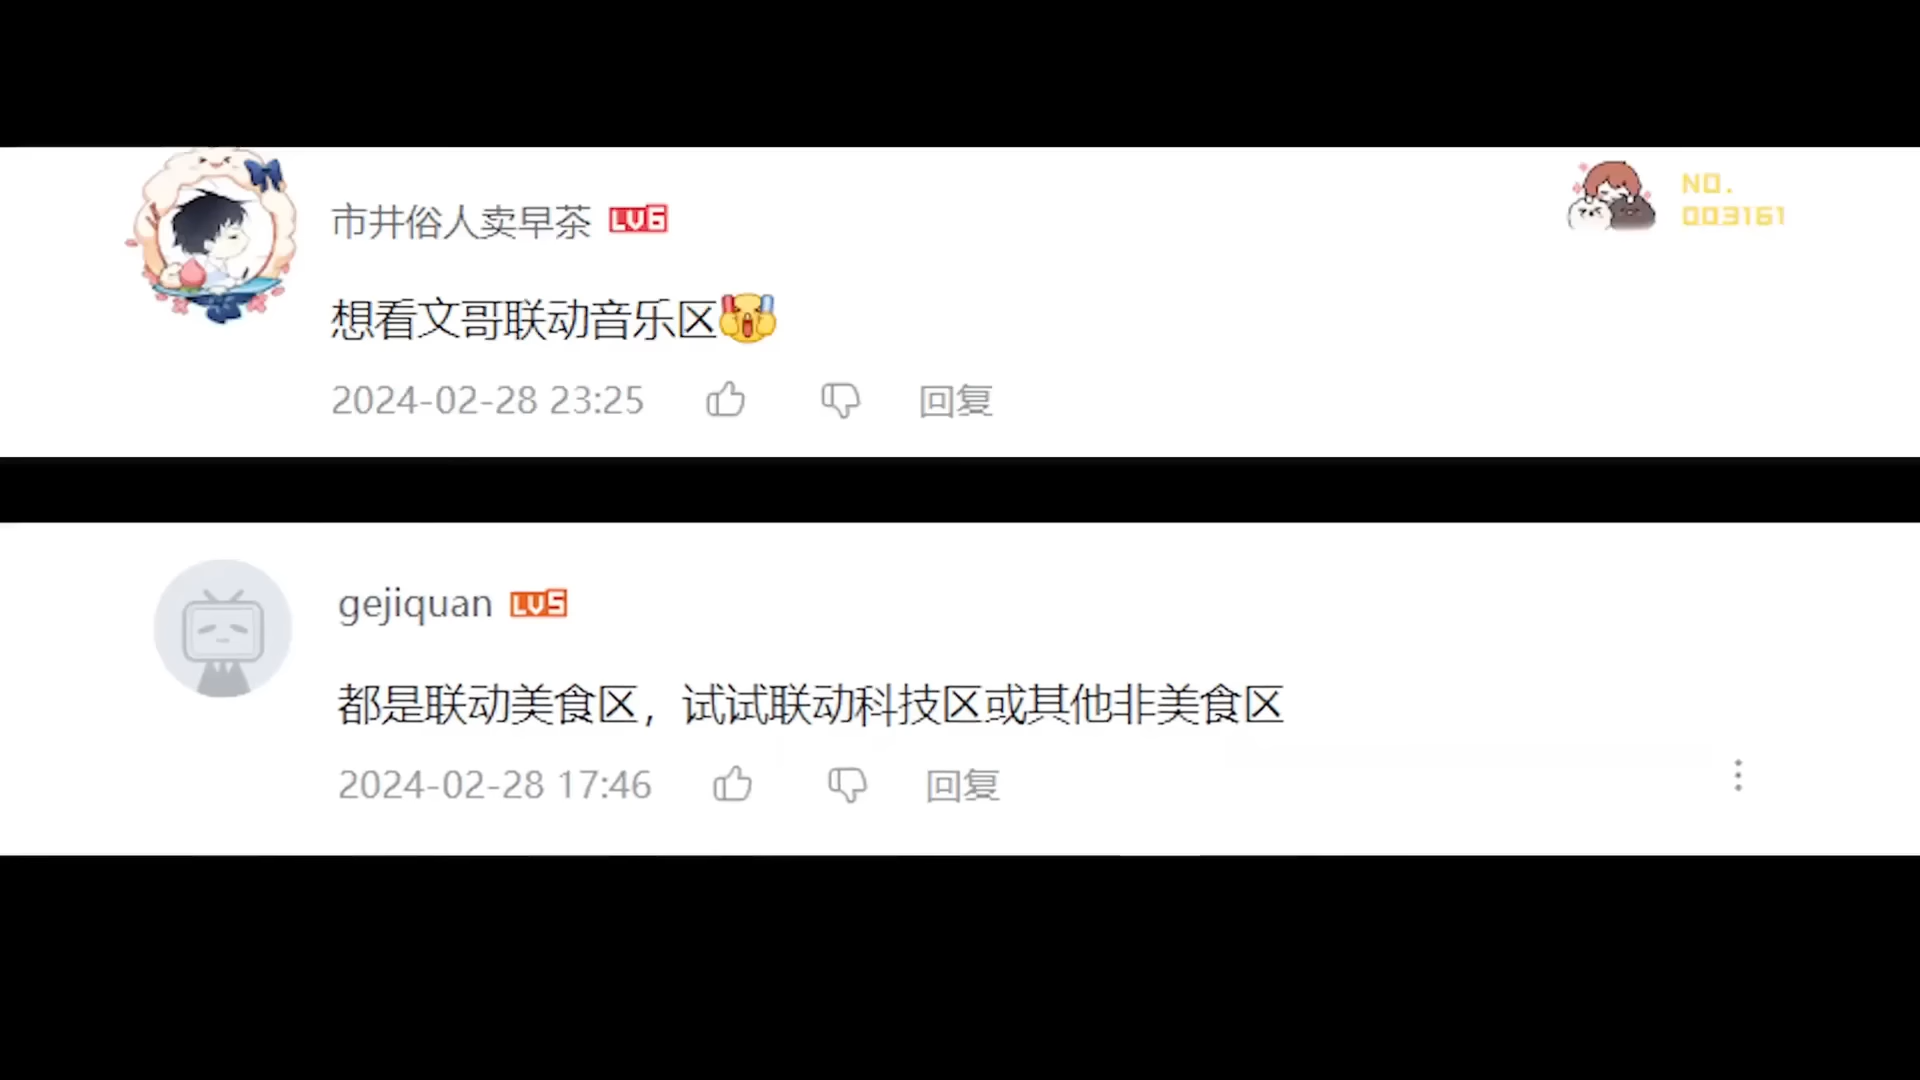 市井俗人卖早茶 LV6
NO.
003161
想看文哥联动音乐区
2024-02-28 23:25 回复
gejiquan LV5
都是联动美食区，试试联动科技区或其他非美食区
2024-02-28 17:46 回复